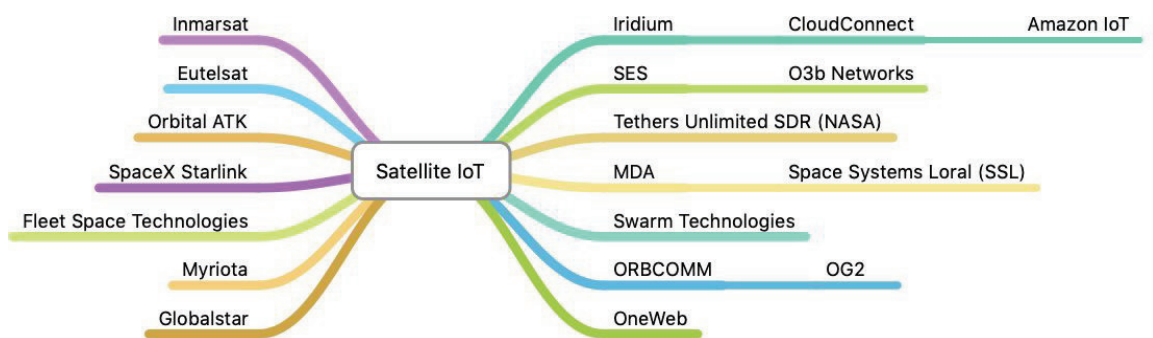 Inmarsat
Eutelsat
Orbital ATK
SpaceX Starlink
Fleet Space Technologies
Myriota
Globalstar
Satellite IoT
Iridium CloudConnect Amazon IoT
SES O3b Networks
Tethers Unlimited SDR (NASA)
MDA Space Systems Loral (SSL)
Swarm Technologies
ORBCOMM OG2
OneWeb